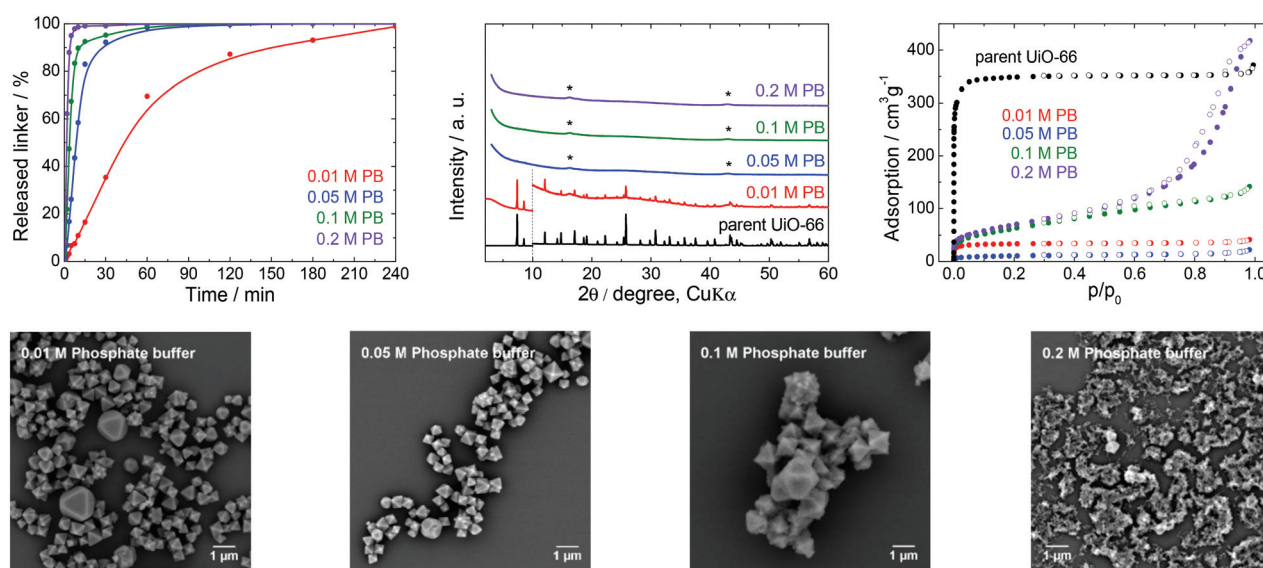 100
80
60
40
20
0
Released linker / %
0.01 M PB
0.05 M PB
0.1 M PB
0.2 M PB
0 30 60 90 120 150 180 210 240
Time / min
Intensity / a. u.
* *
0.2 M PB
* *
0.1 M PB
* *
0.05 M PB
0.01 M PB
parent UiO-66
10 20 30 40 50 60
2θ / degree, CuKα
400
350
300
250
200
150
100
50
0
Adsorption / cm³g⁻¹
parent UiO-66
0.01 M PB
0.05 M PB
0.1 M PB
0.2 M PB
0.0 0.2 0.4 0.6 0.8 1.0
p/p₀
0.01 M Phosphate buffer
1 µm
0.05 M Phosphate buffer
1 µm
0.1 M Phosphate buffer
1 µm
0.2 M Phosphate buffer
1 µm